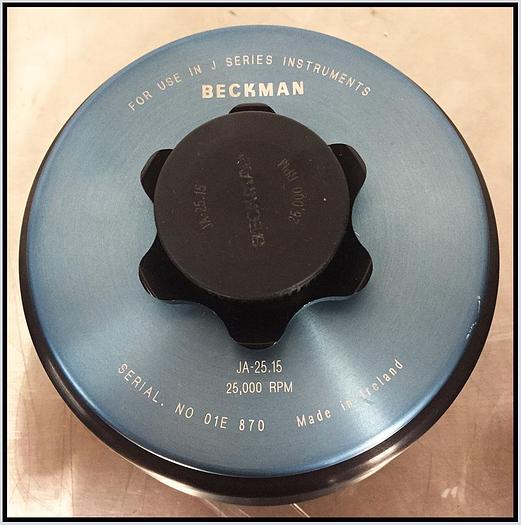 FOR USE IN J SERIES INSTRUMENTS
BECKMAN
JA-25.15
BECKMAN
25,000
JA-25.15
25,000 RPM
SERIAL. NO 01E 870
Made in Ireland